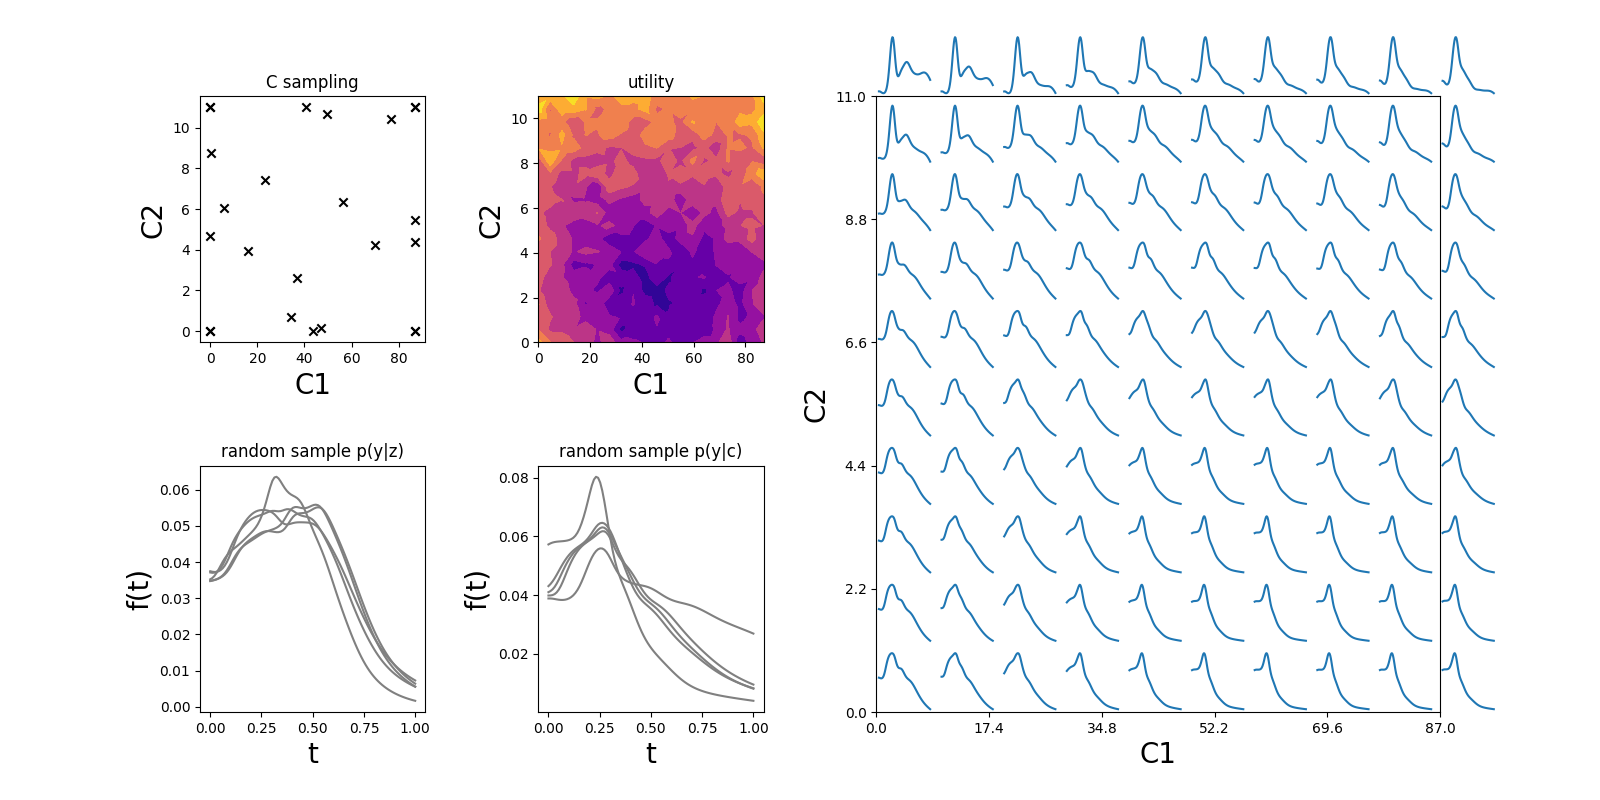 C sampling
10
8
6
4
2
0
C2
0 20 40 60 80
C1
utility
10
8
6
4
2
0
C2
0 20 40 60 80
C1
random sample p(y|z)
0.06
0.05
0.04
0.03
0.02
0.01
0.00
f(t)
0.00 0.25 0.50 0.75 1.00
t
random sample p(y|c)
0.08
0.06
0.04
0.02
f(t)
0.00 0.25 0.50 0.75 1.00
t
11.0
8.8
6.6
4.4
2.2
0.0
C2
0.0 17.4 34.8 52.2 69.6 87.0
C1